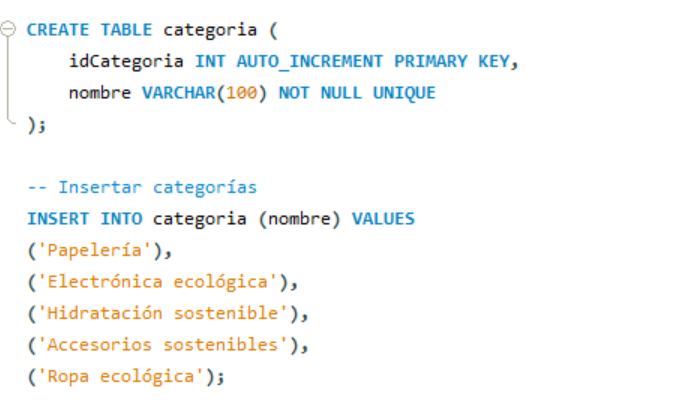 CREATE TABLE categoria (
idCategoria INT AUTO_INCREMENT PRIMARY KEY,
nombre VARCHAR(100) NOT NULL UNIQUE
);
-- Insertar categorías
INSERT INTO categoria (nombre) VALUES
('Papelería'),
('Electrónica ecológica'),
('Hidratación sostenible'),
('Accesorios sostenibles'),
('Ropa ecológica');